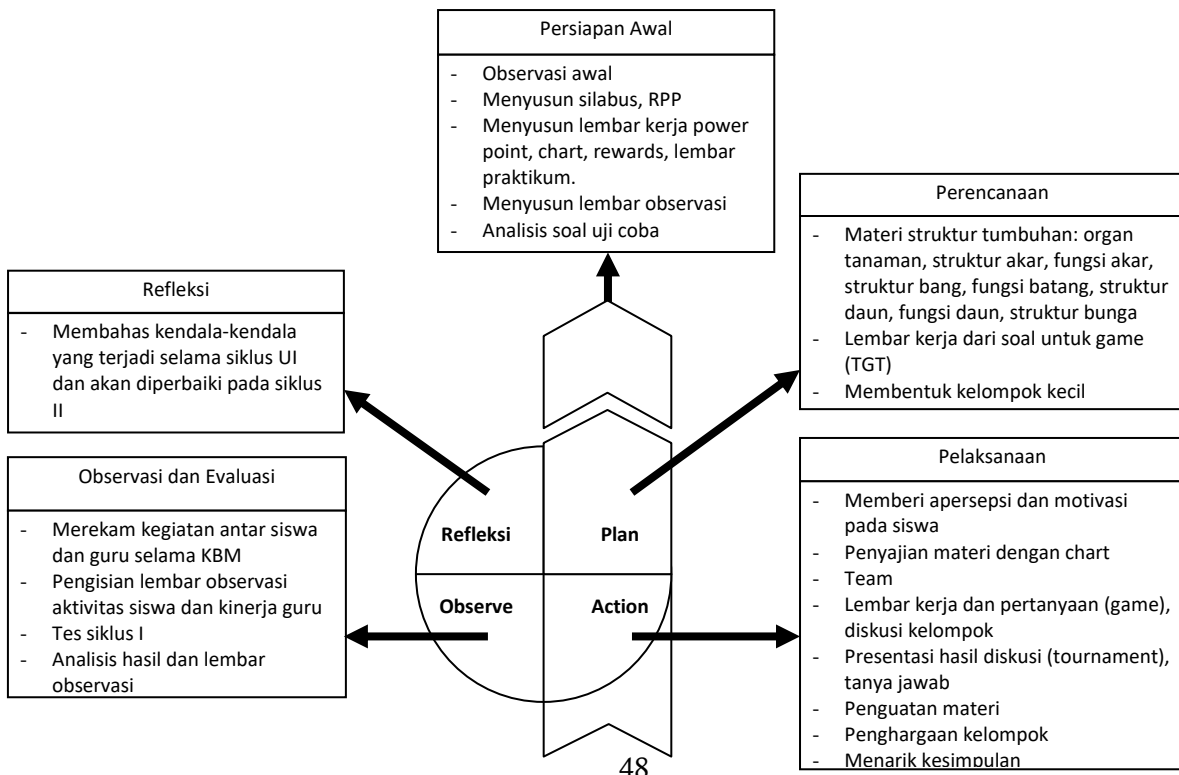 Persiapan Awal
- Observasi awal
- Menyusun silabus, RPP
- Menyusun lembar kerja power
point, chart, rewards, lembar
praktikum.
- Menyusun lembar observasi
- Analisis soal uji coba
Perencanaan
- Materi struktur tumbuhan: organ
tanaman, struktur akar, fungsi akar,
struktur bang, fungsi batang, struktur
daun, fungsi daun, struktur bunga
- Lembar kerja dari soal untuk game
(TGT)
- Membentuk kelompok kecil
Refleksi
- Membahas kendala-kendala
yang terjadi selama siklus UI
dan akan diperbaiki pada siklus
II
Observasi dan Evaluasi
- Merekam kegiatan antar siswa
dan guru selama KBM
- Pengisian lembar observasi
aktivitas siswa dan kinerja guru
- Tes siklus I
- Analisis hasil dan lembar
observasi
Refleksi
Plan
Observe
Action
Pelaksanaan
- Memberi apersepsi dan motivasi
pada siswa
- Penyajian materi dengan chart
- Team
- Lembar kerja dan pertanyaan (game),
diskusi kelompok
- Presentasi hasil diskusi (tournament),
tanya jawab
- Penguatan materi
- Penghargaan kelompok
- Menarik kesimpulan
48